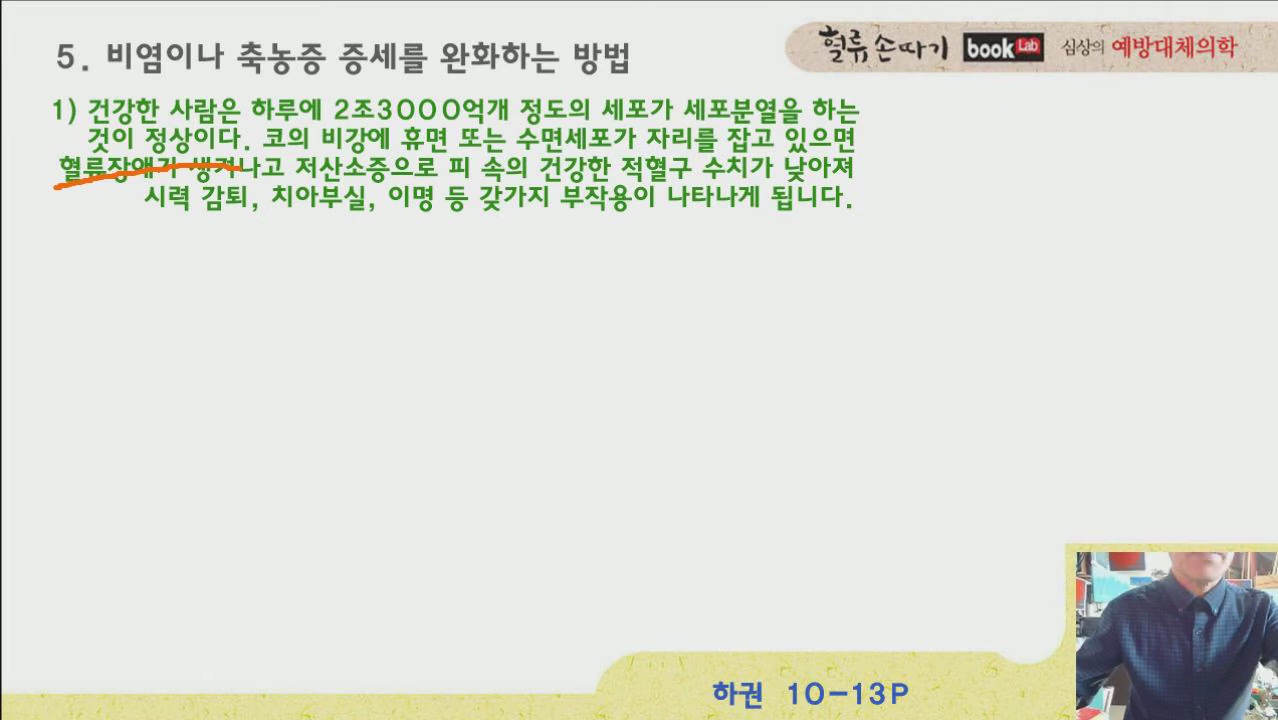 5. 비염이나 축농증 증세를 완화하는 방법
혈류 손따기 book Lab 심상의 예방대체의학
1) 건강한 사람은 하루에 2조3000억개 정도의 세포가 세포분열을 하는
것이 정상이다. 코의 비강에 휴면 또는 수면세포가 자리를 잡고 있으면
혈류장애가 생겨나고 저산소증으로 피 속의 건강한 적혈구 수치가 낮아져
시력 감퇴, 치아부실, 이명 등 갖가지 부작용이 나타나게 됩니다.
하권 10-13P